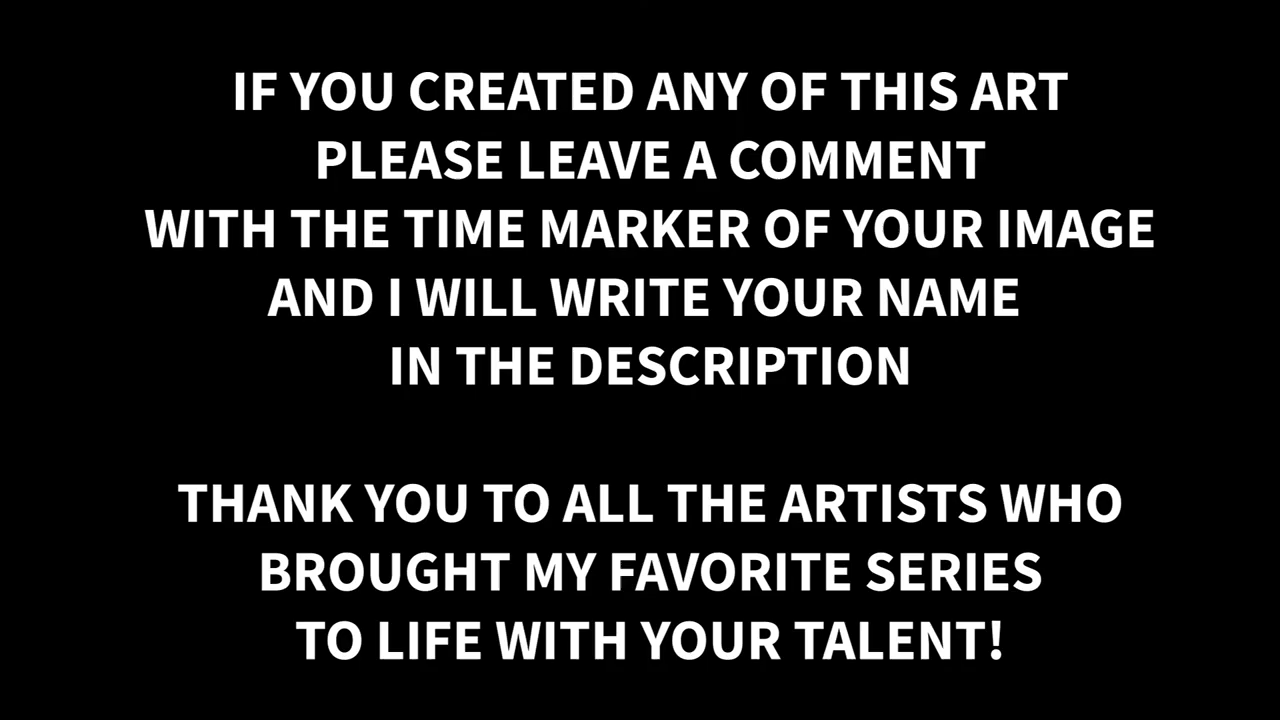 IF YOU CREATED ANY OF THIS ART
PLEASE LEAVE A COMMENT
WITH THE TIME MARKER OF YOUR IMAGE
AND I WILL WRITE YOUR NAME
IN THE DESCRIPTION
THANK YOU TO ALL THE ARTISTS WHO
BROUGHT MY FAVORITE SERIES
TO LIFE WITH YOUR TALENT!